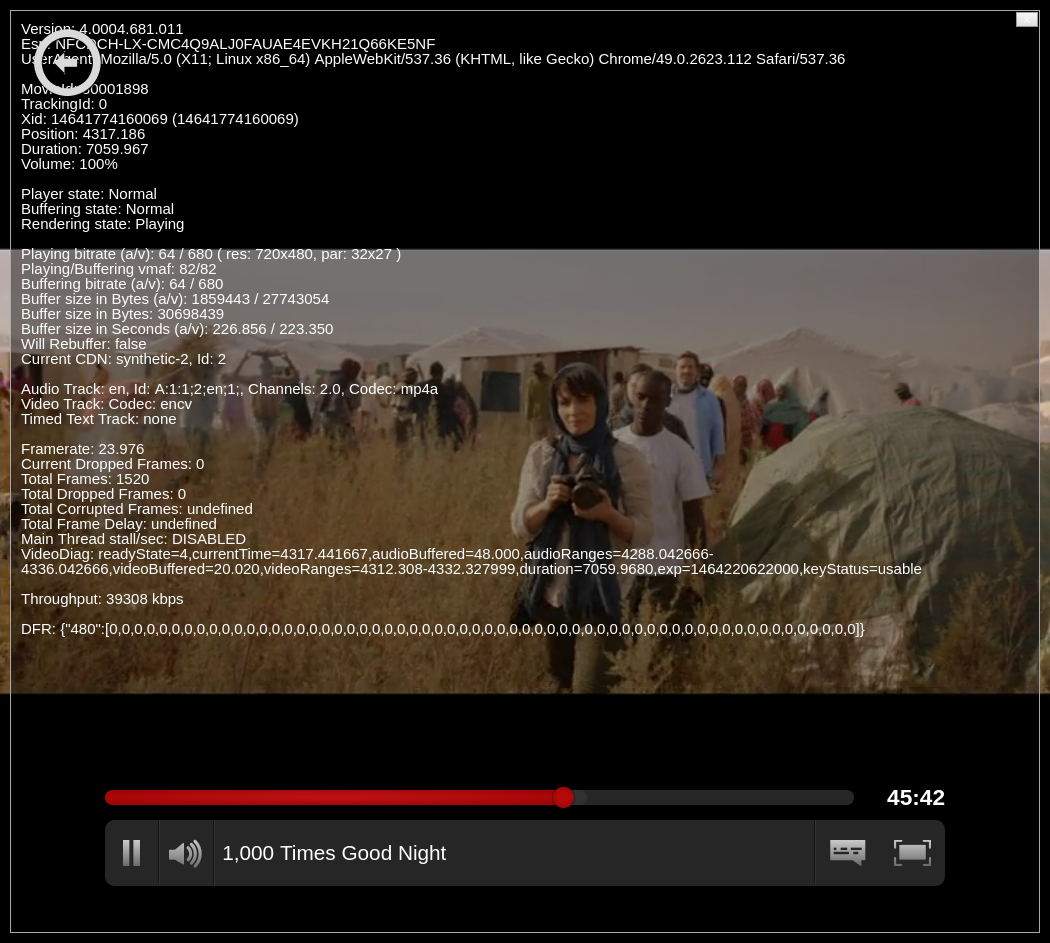 Version: 4.0004.681.011
Esn: NFCDCH-LX-CMC4Q9ALJ0FAUAE4EVKH21Q66KE5NF
UserAgent: Mozilla/5.0 (X11; Linux x86_64) AppleWebKit/537.36 (KHTML, like Gecko) Chrome/49.0.2623.112 Safari/537.36
TrackingId: 0
Xid: 14641774160069 (14641774160069)
Position: 4317.186
Duration: 7059.967
Volume: 100%
Player state: Normal
Buffering state: Normal
Rendering state: Playing
Playing bitrate (a/v): 64 / 680 ( res: 720x480, par: 32x27 )
Playing/Buffering vmaf: 82/82
Buffering bitrate (a/v): 64 / 680
Buffer size in Bytes (a/v): 1859443 / 27743054
Buffer size in Bytes: 30698439
Buffer size in Seconds (a/v): 226.856 / 223.350
Will Rebuffer: false
Current CDN: synthetic-2, Id: 2
Audio Track: en, Id: A:1:1;2;en;1;, Channels: 2.0, Codec: mp4a
Video Track: Codec: encv
Timed Text Track: none
Framerate: 23.976
Current Dropped Frames: 0
Total Frames: 1520
Total Dropped Frames: 0
Total Corrupted Frames: undefined
Total Frame Delay: undefined
Main Thread stall/sec: DISABLED
VideoDiag: readyState=4,currentTime=4317.441667,audioBuffered=48.000,audioRanges=4288.042666-
4336.042666,videoBuffered=20.020,videoRanges=4312.308-4332.327999,duration=7059.9680,exp=1464220622000,keyStatus=usable
Throughput: 39308 kbps
DFR: {"480":[0,0,0,0,0,0,0,0,0,0,0,0,0,0,0,0,0,0,0,0,0,0,0,0,0,0,0,0,0,0,0,0,0,0,0,0,0,0,0,0,0,0,0,0,0,0,0,0,0,0,0,0,0,0,0,0,0,0,0,0]}
45:42
1,000 Times Good Night